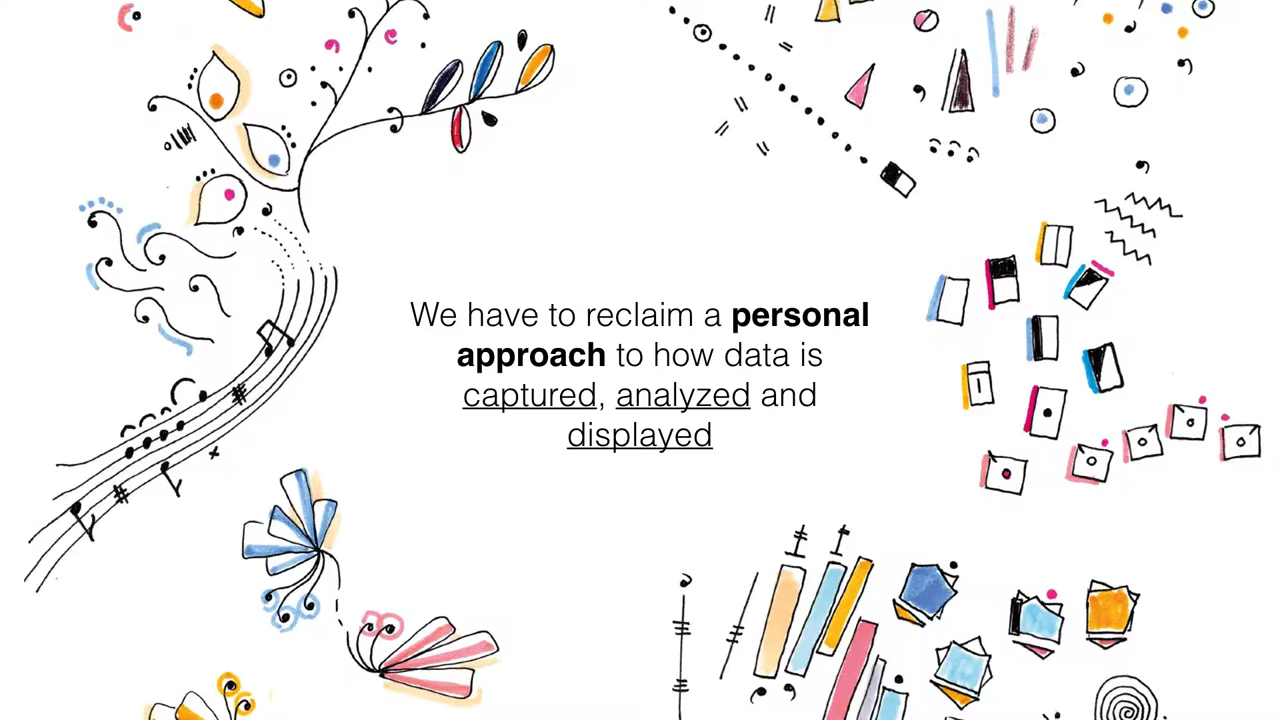 We have to reclaim a personal
approach to how data is
captured, analyzed and
displayed